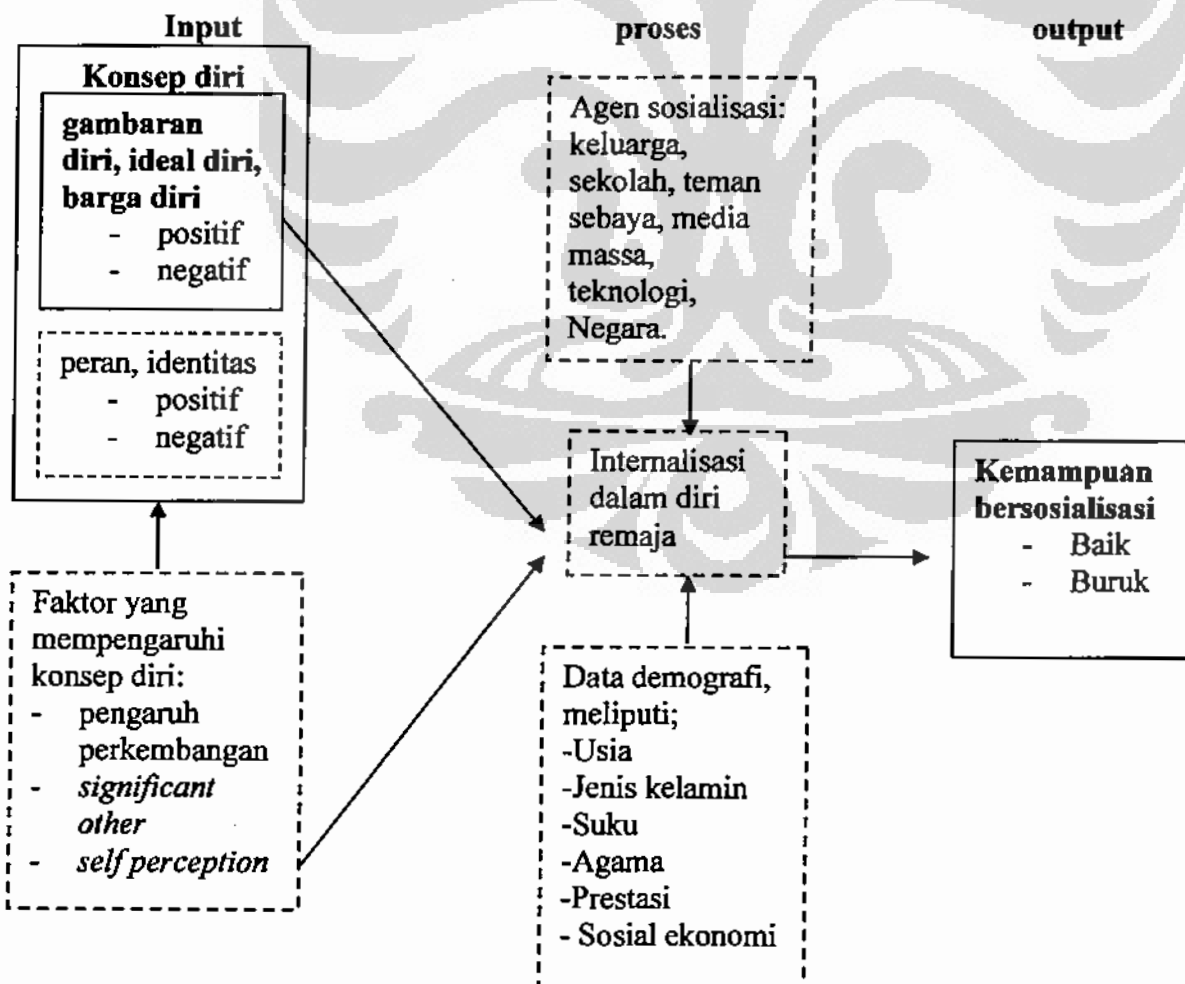 Input
proses
output
Konsep diri
gambaran
diri, ideal diri,
barga diri
- positif
- negatif
peran, identitas
- positif
- negatif
Faktor yang
mempengaruhi
konsep diri:
- pengaruh
perkembangan
- significant
other
- self perception
Agen sosialisasi:
keluarga,
sekolah, teman
sebaya, media
massa,
teknologi,
Negara.
Internalisasi
dalam diri
remaja
Data demografi,
meliputi;
-Usia
-Jenis kelamin
-Suku
-Agama
-Prestasi
- Sosial ekonomi
Kemampuan
bersosialisasi
- Baik
- Buruk